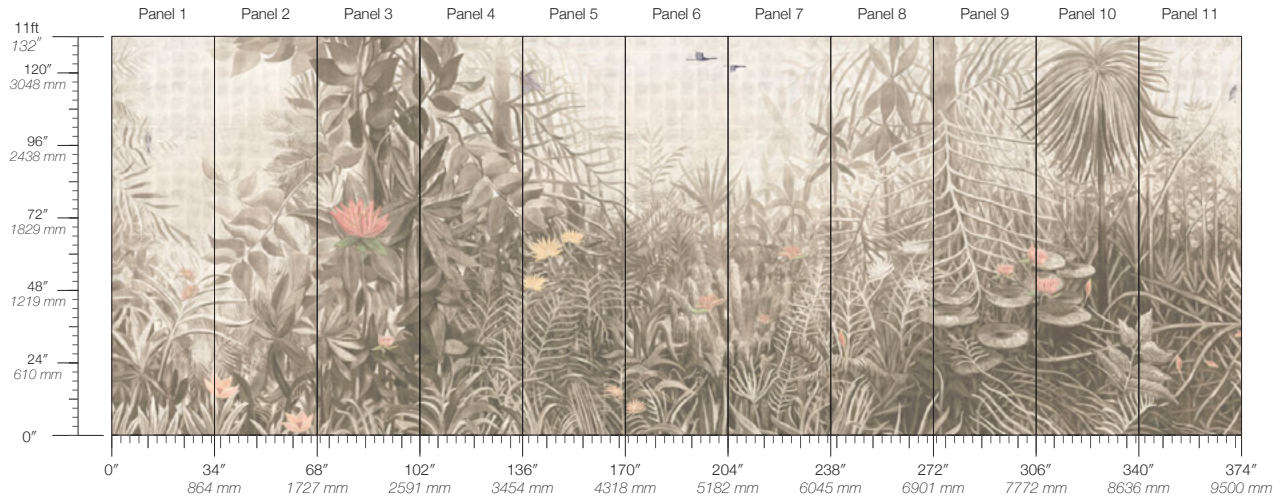 Panel 1 Panel 2 Panel 3 Panel 4 Panel 5 Panel 6 Panel 7 Panel 8 Panel 9 Panel 10 Panel 11
11ft
132″
120″
3048 mm
96″
2438 mm
72″
1829 mm
48″
1219 mm
24″
610 mm
0″
0″ 34″ 68″ 102″ 136″ 170″ 204″ 238″ 272″ 306″ 340″ 374″
864 mm 1727 mm 2591 mm 3454 mm 4318 mm 5182 mm 6045 mm 6901 mm 7772 mm 8636 mm 9500 mm